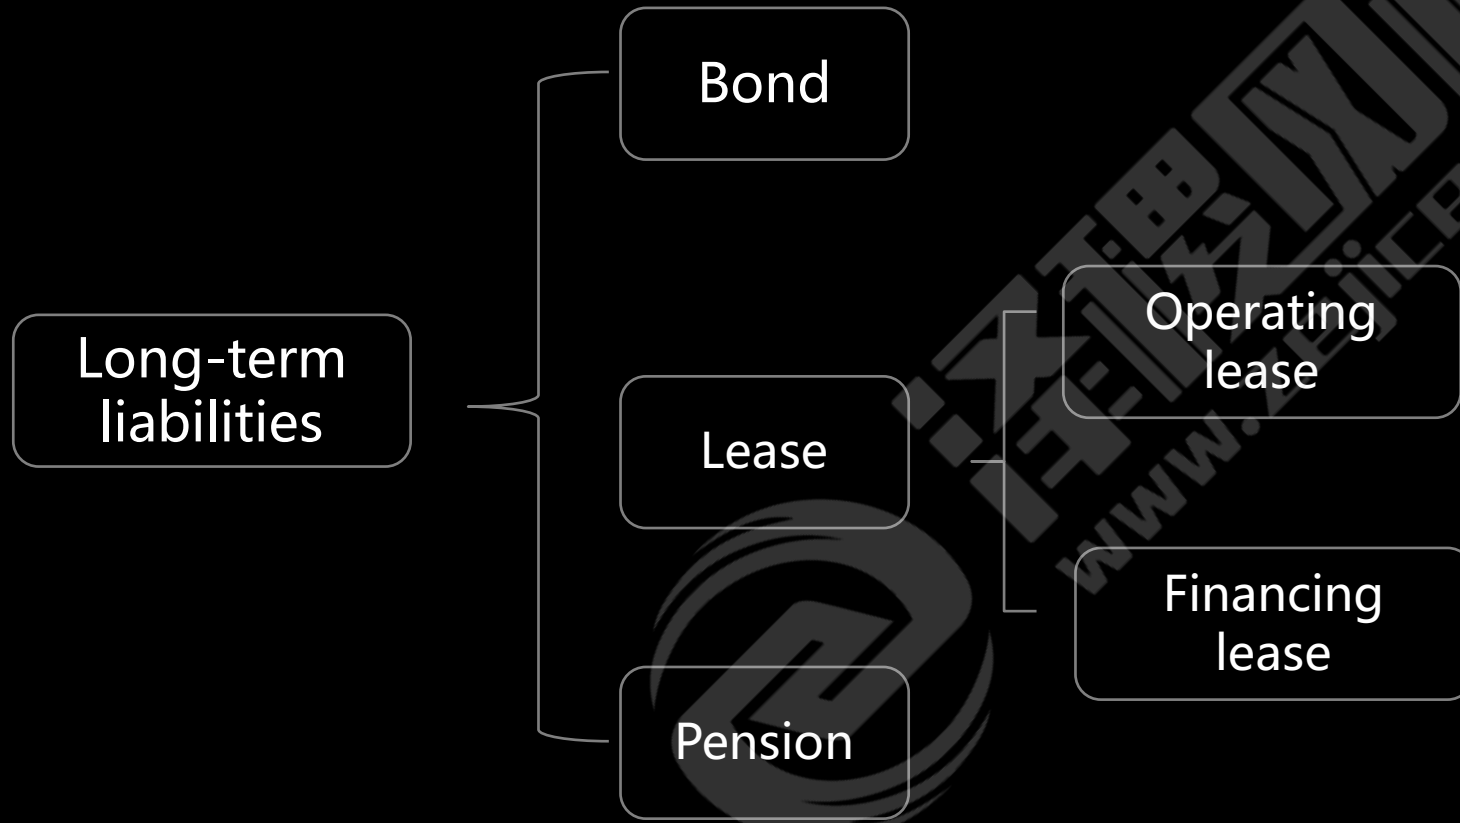 Bond
Long-term
liabilities
Lease
Operating
lease
Financing
lease
Pension